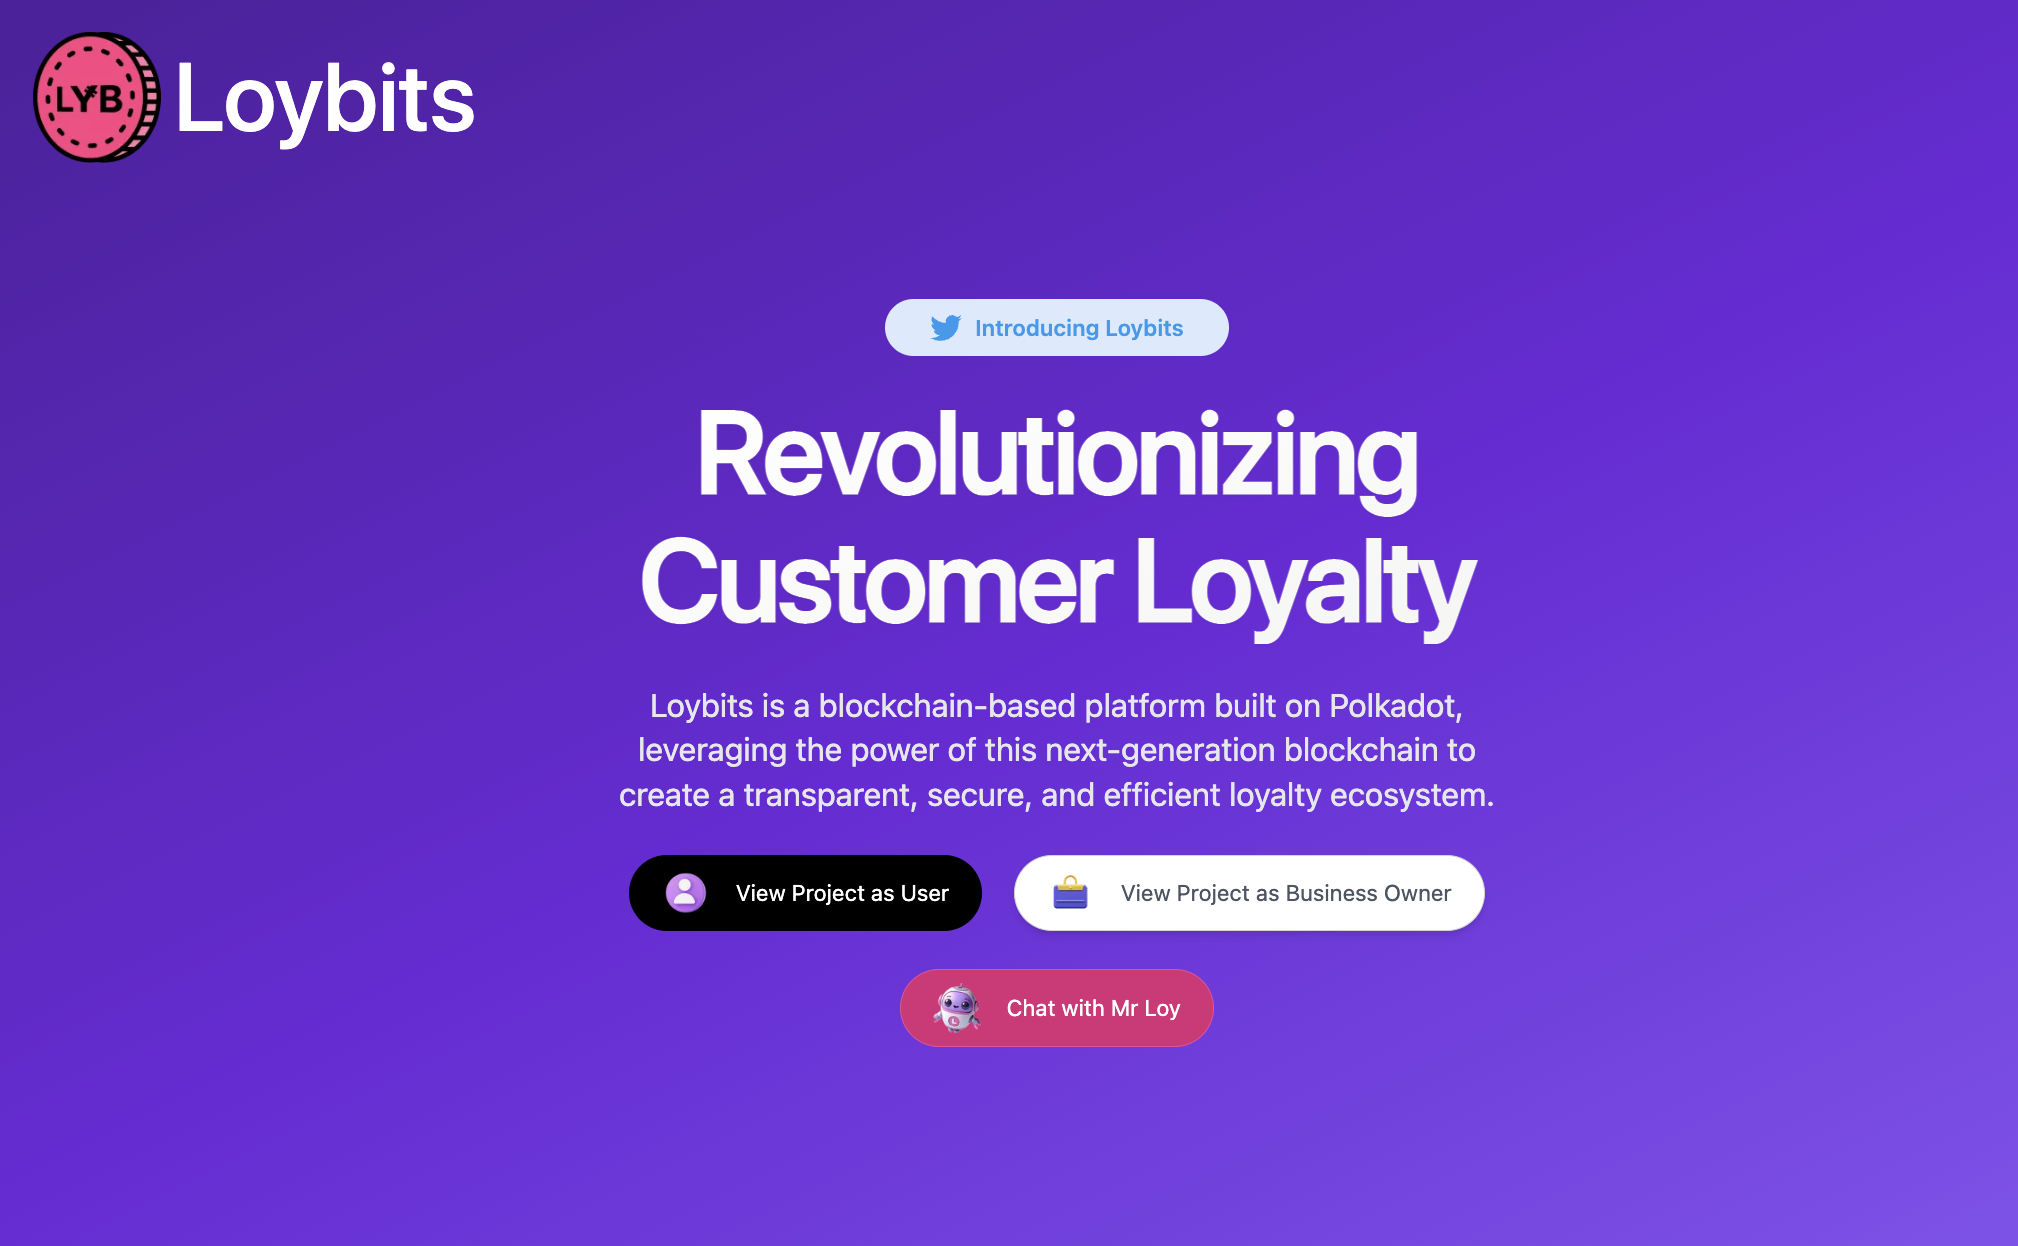 LYB
Loybits
Introducing Loybits
Revolutionizing
Customer Loyalty
Loybits is a blockchain-based platform built on Polkadot,
leveraging the power of this next-generation blockchain to
create a transparent, secure, and efficient loyalty ecosystem.
View Project as User
View Project as Business Owner
Chat with Mr Loy